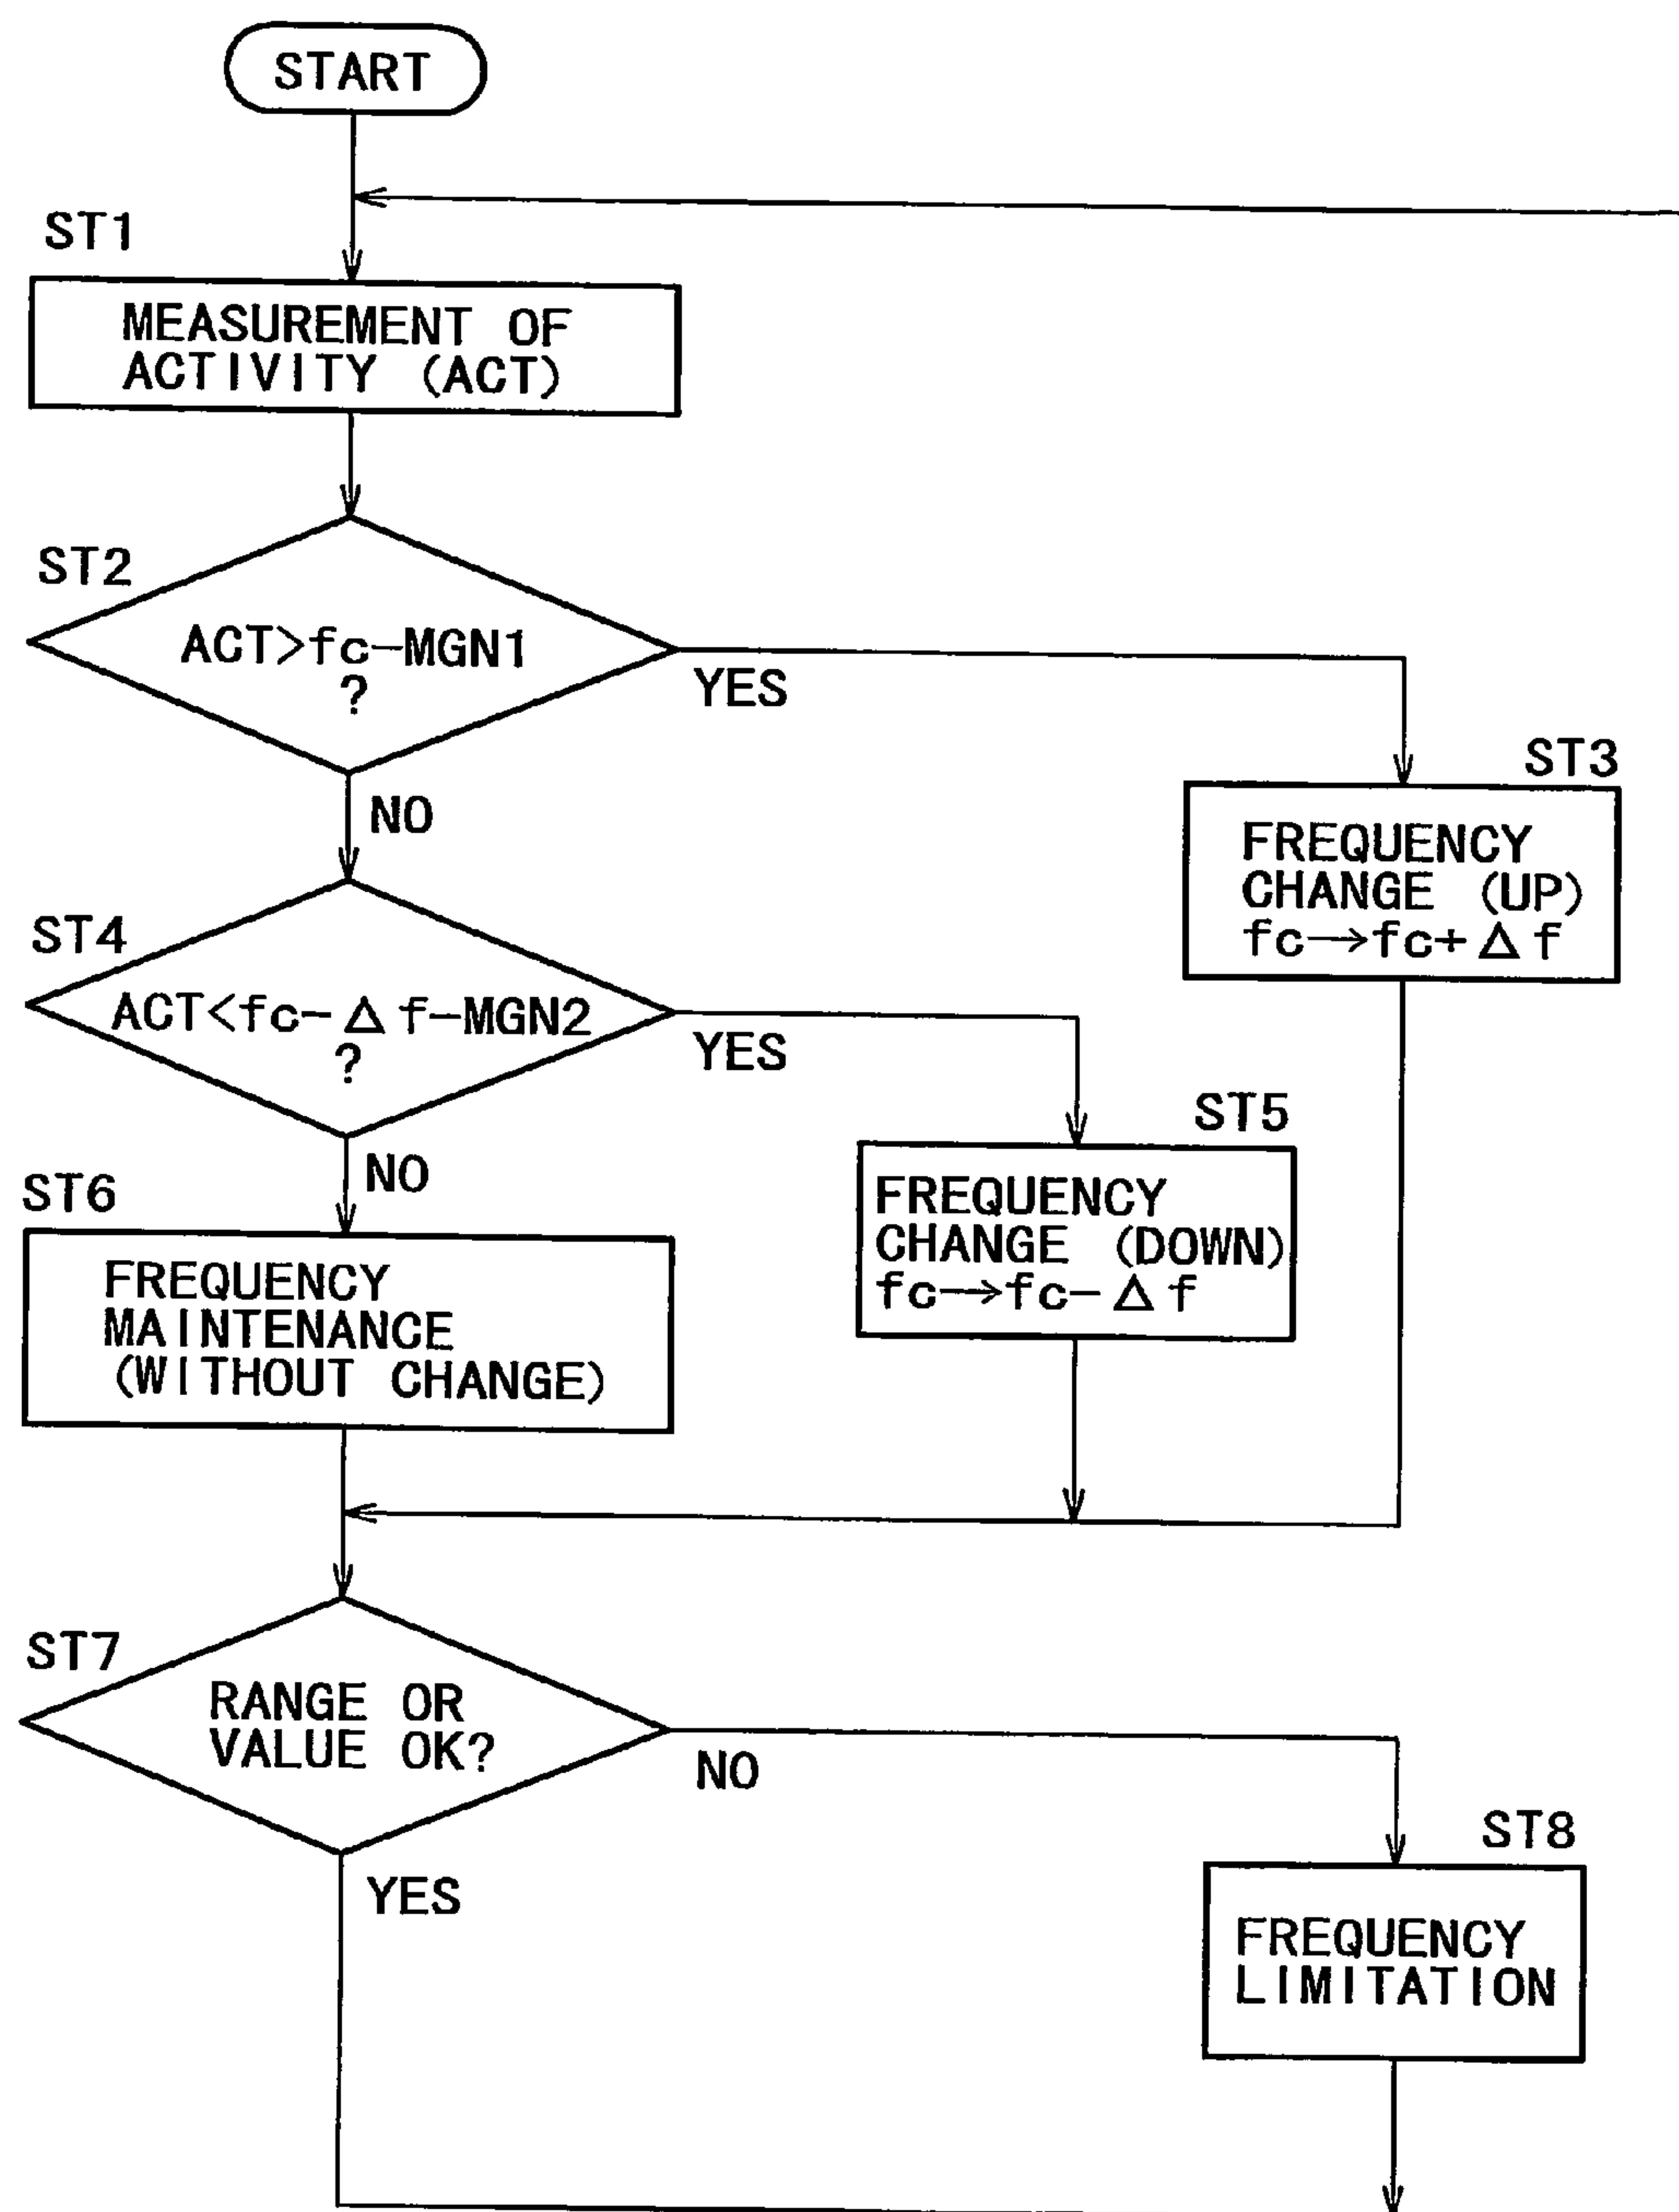 START
ST1
MEASUREMENT OF
ACTIVITY (ACT)
ST2
ACT>fc-MGN1
?
YES
NO
ST3
FREQUENCY
CHANGE (UP)
fc→fc+Δf
ST4
ACT<fc-Δf-MGN2
?
YES
NO
ST5
FREQUENCY
CHANGE (DOWN)
fc→fc-Δf
ST6
FREQUENCY
MAINTENANCE
(WITHOUT CHANGE)
ST7
RANGE OR
VALUE OK?
NO
YES
ST8
FREQUENCY
LIMITATION